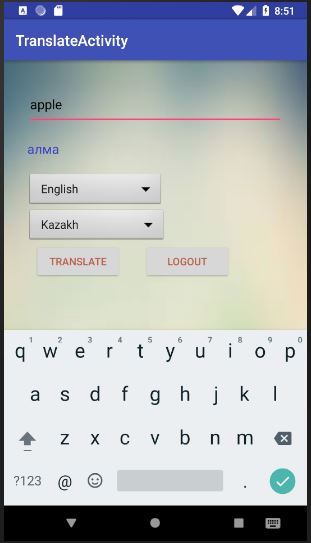 8:51
TranslateActivity
apple
алма
English
Kazakh
TRANSLATE LOGOUT
1 2 3 4 5 6 7 8 9 0
q w e r t y u i o p
a s d f g h j k l
z x c v b n m
?123 @ .